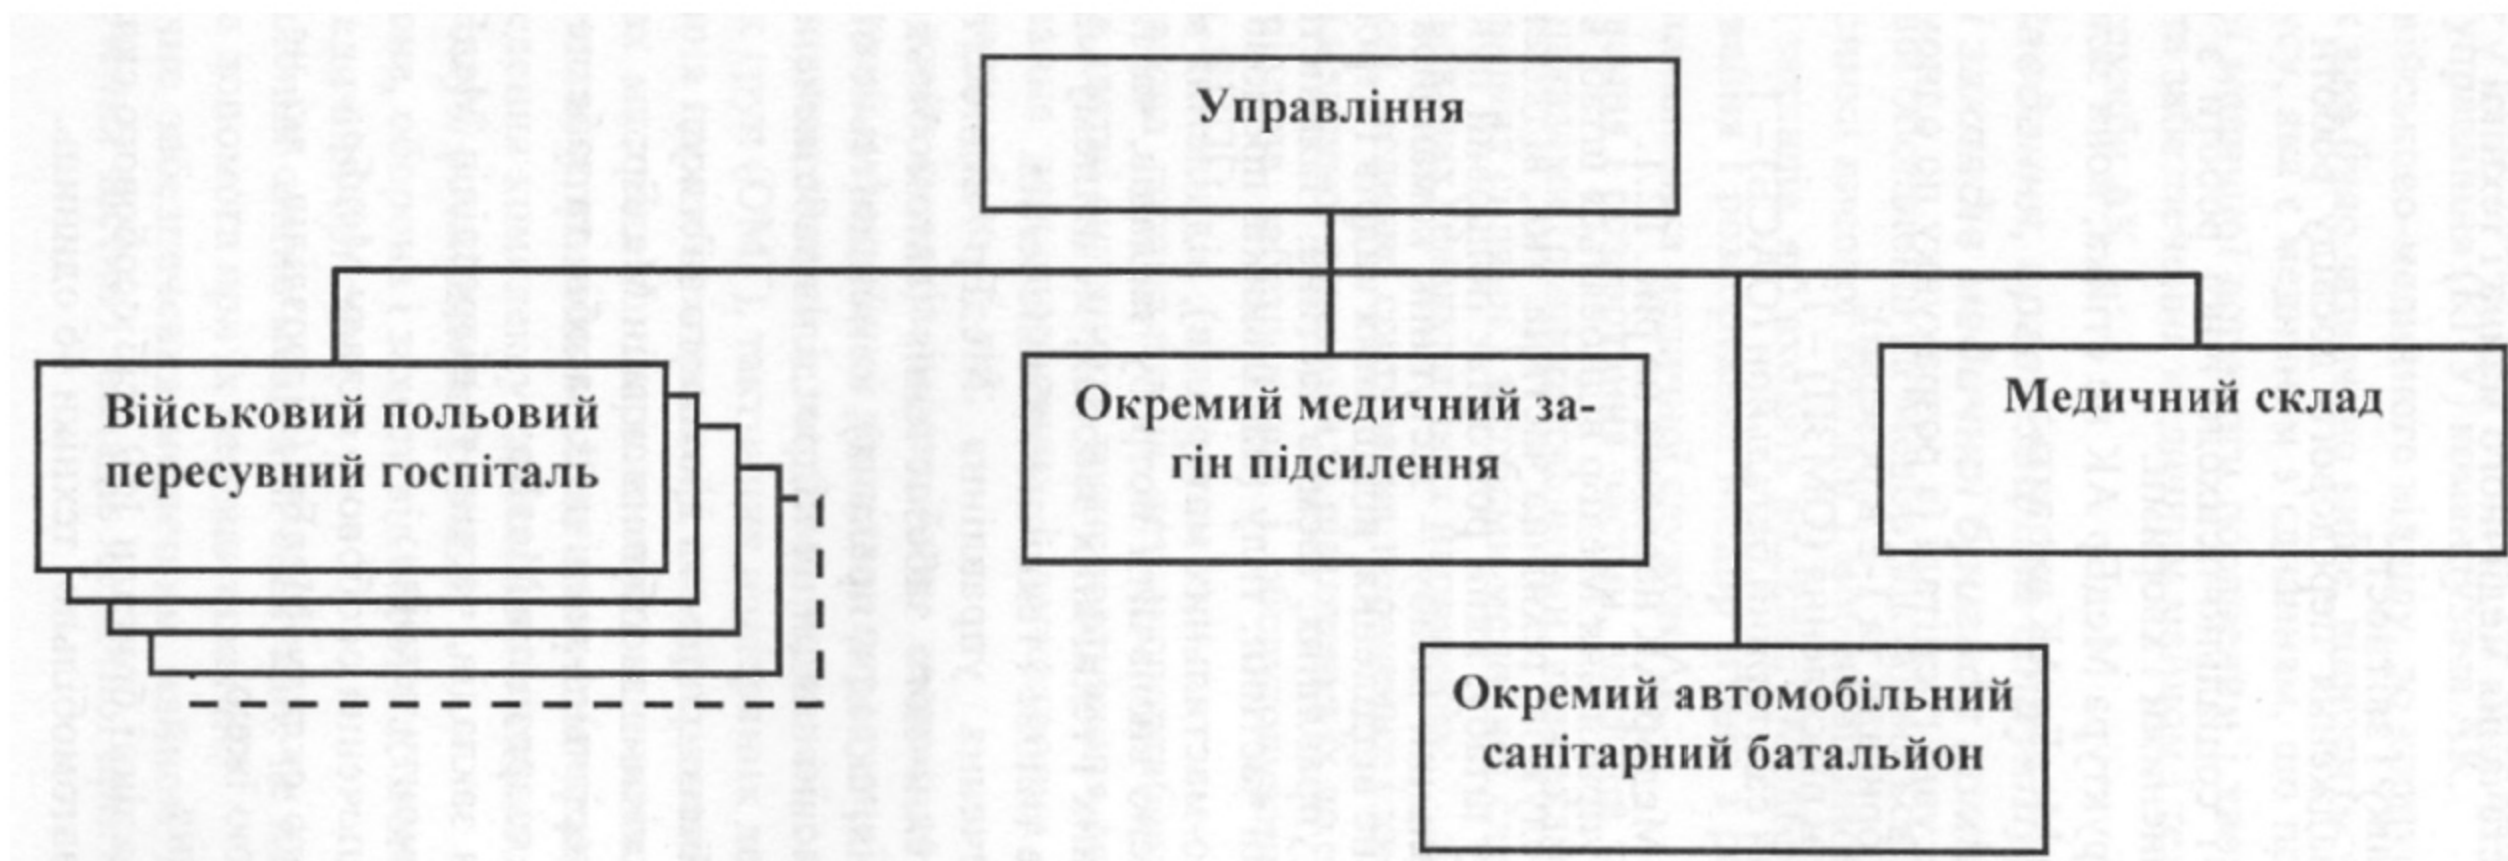 Управління
Військовий польовий
пересувний госпіталь
Окремий медичний за-
гін підсилення
Медичний склад
Окремий автомобільний
санітарний батальйон